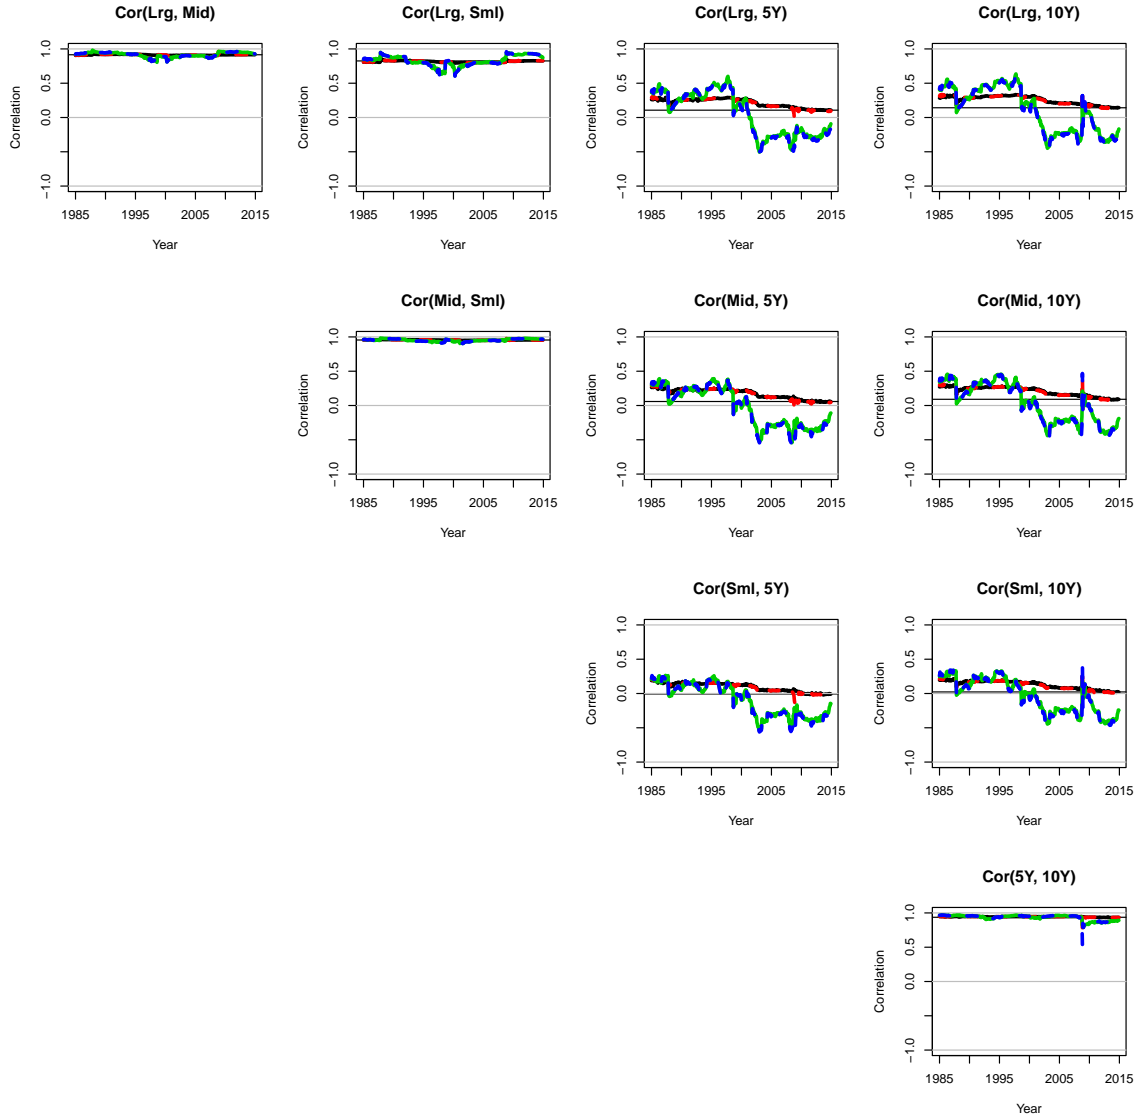 Cor(Lrg, Mid)
Correlation
1.0
0.5
0.0
−1.0
1985 1995 2005 2015
Year
Cor(Lrg, Sml)
Correlation
1.0
0.5
0.0
−1.0
1985 1995 2005 2015
Year
Cor(Lrg, 5Y)
Correlation
1.0
0.5
0.0
−1.0
1985 1995 2005 2015
Year
Cor(Lrg, 10Y)
Correlation
1.0
0.5
0.0
−1.0
1985 1995 2005 2015
Year
Cor(Mid, Sml)
Correlation
1.0
0.5
0.0
−1.0
1985 1995 2005 2015
Year
Cor(Mid, 5Y)
Correlation
1.0
0.5
0.0
−1.0
1985 1995 2005 2015
Year
Cor(Mid, 10Y)
Correlation
1.0
0.5
0.0
−1.0
1985 1995 2005 2015
Year
Cor(Sml, 5Y)
Correlation
1.0
0.5
0.0
−1.0
1985 1995 2005 2015
Year
Cor(Sml, 10Y)
Correlation
1.0
0.5
0.0
−1.0
1985 1995 2005 2015
Year
Cor(5Y, 10Y)
Correlation
1.0
0.5
0.0
−1.0
1985 1995 2005 2015
Year